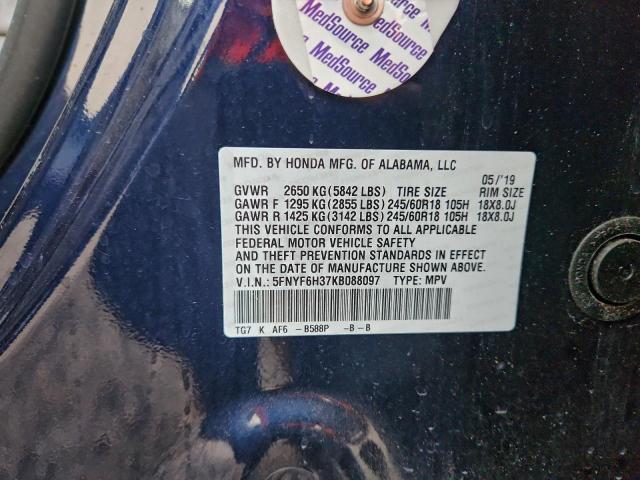 MedSource MedSource
MedSource MedSource
MFD. BY HONDA MFG. OF ALABAMA, LLC
05/'19
GVWR 2650 KG (5842 LBS) TIRE SIZE RIM SIZE
GAWR F 1295 KG (2855 LBS) 245/60R18 105H 18X8.0J
GAWR R 1425 KG (3142 LBS) 245/60R18 105H 18X8.0J
THIS VEHICLE CONFORMS TO ALL APPLICABLE
FEDERAL MOTOR VEHICLE SAFETY
AND THEFT PREVENTION STANDARDS IN EFFECT
ON THE DATE OF MANUFACTURE SHOWN ABOVE.
V.I.N.: 5FNYF6H37KB088097 TYPE: MPV
TG7 K AF6 -B588P -B-B